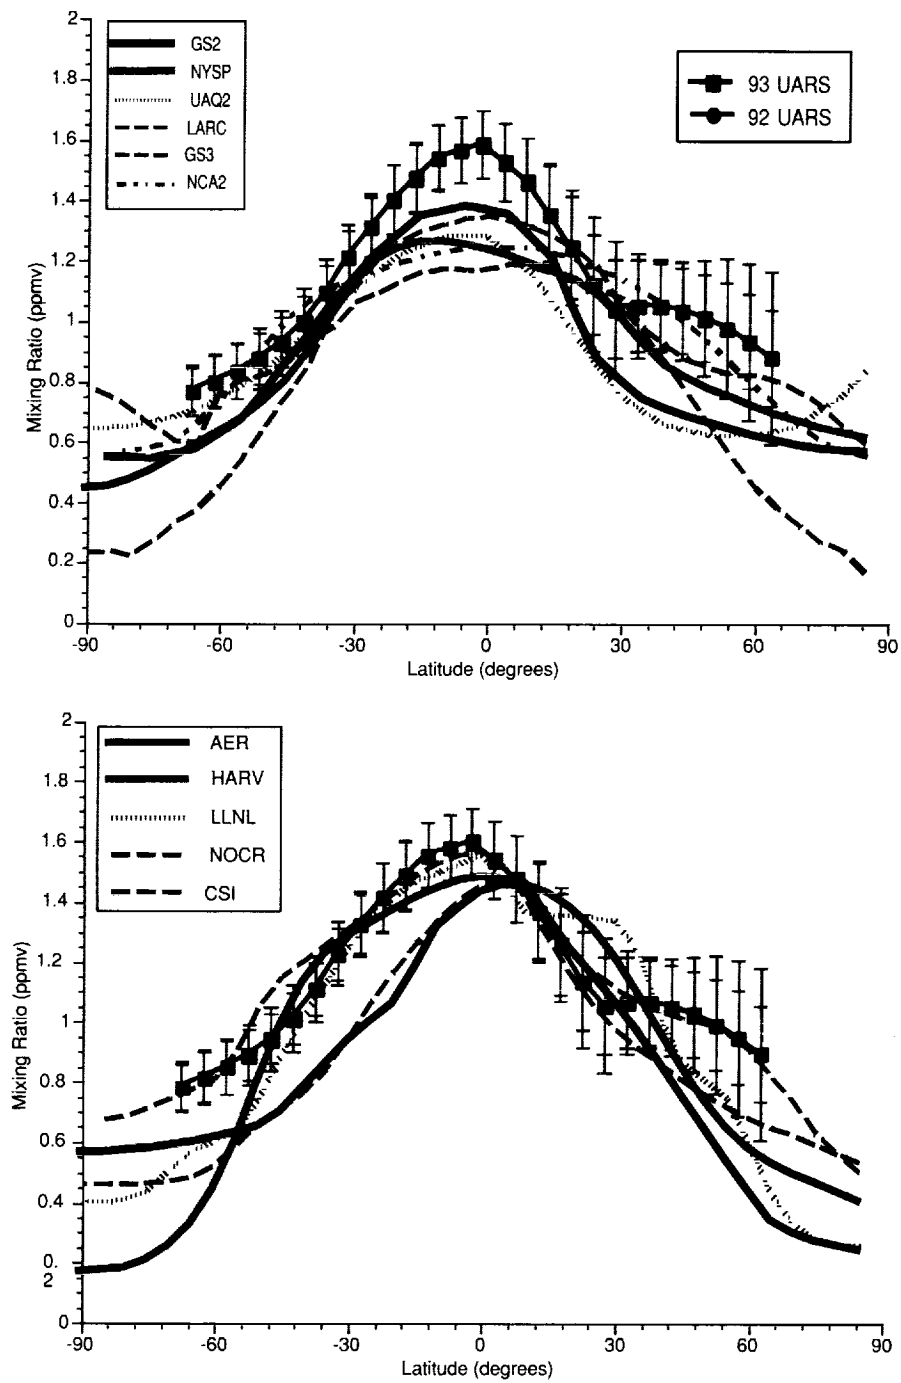 2
1.8
1.6
1.4
1.2
1
0.8
0.6
0.4
0.2
0
Mixing Ratio (ppmv)
GS2
NYSP
UAQ2
LARC
GS3
NCA2
93 UARS
92 UARS
-90
-60
-30
0
30
60
90
Latitude (degrees)
2
1.8
1.6
1.4
1.2
1
0.8
0.6
0.4
0.
2
0
Mixing Ratio (ppmv)
AER
HARV
LLNL
NOCR
CSI
-90
-60
-30
0
30
60
90
Latitude (degrees)